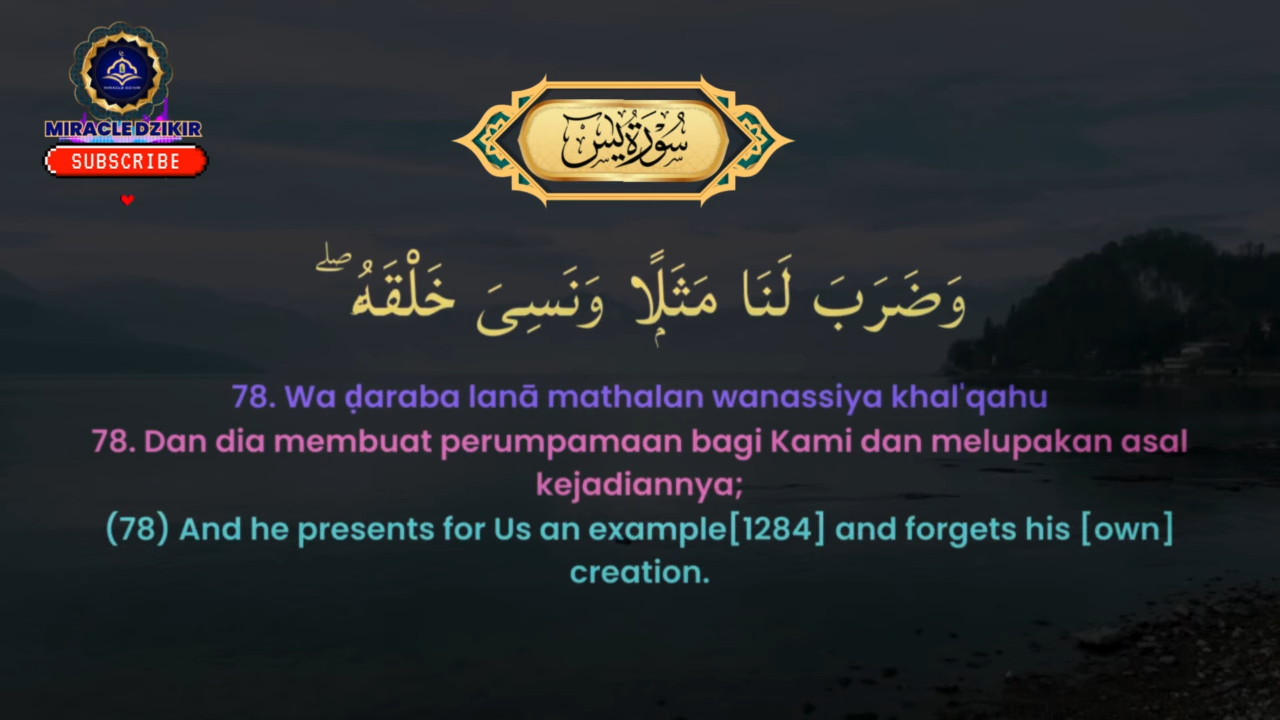 MIRACLE DZIKIR
SUBSCRIBE
سُورَةُ يس
وَضَرَبَ لَنَا مَثَلًۭا وَنَسِىَ خَلْقَهُۥ ۖ
78. Wa ḍaraba lanā mathalan wanassiya khal'qahu
78. Dan dia membuat perumpamaan bagi Kami dan melupakan asal
kejadiannya;
(78) And he presents for Us an example[1284] and forgets his [own]
creation.